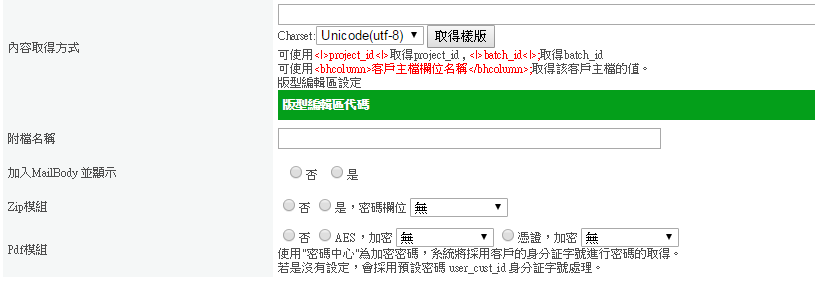 內容取得方式
Charset: Unicode(utf-8) 取得樣版
可使用<!>project_id<!>取得project_id , <!>batch_id<!>;取得batch_id
可使用<bhcolumn>客戶主檔欄位名稱</bhcolumn>;取得該客戶主檔的值。
版型編輯區設定
版型編輯區代碼
附檔名稱
加入MailBody 並顯示 否 是
Zip模組 否 是，密碼欄位 無
Pdf模組 否 AES，加密 無 憑證，加密 無
使用"密碼中心"為加密密碼，系統將採用客戶的身分証字號進行密碼的取得。
若是沒有設定，會採用預設密碼 user_cust_id 身分証字號處理。